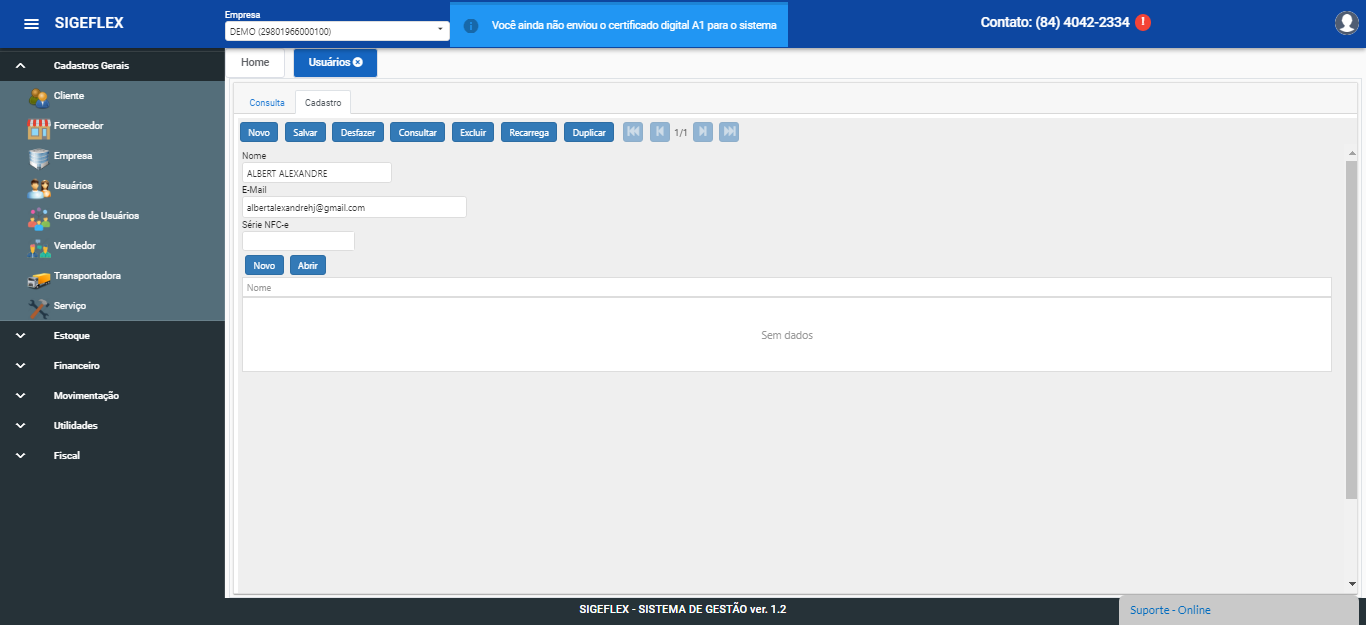 SIGEFLEX
Empresa
DEMO (29801966000100)
Você ainda não enviou o certificado digital A1 para o sistema
Contato: (84) 4042-2334
Cadastros Gerais
Cliente
Fornecedor
Empresa
Usuários
Grupos de Usuários
Vendedor
Transportadora
Serviço
Estoque
Financeiro
Movimentação
Utilidades
Fiscal
Home
Usuários
Consulta
Cadastro
Novo
Salvar
Desfazer
Consultar
Excluir
Recarrega
Duplicar
1/1
Nome
ALBERT ALEXANDRE
E-Mail
albertalexandrehj@gmail.com
Série NFC-e
Novo
Abrir
Nome
Sem dados
SIGEFLEX - SISTEMA DE GESTÃO ver. 1.2
Suporte - Online